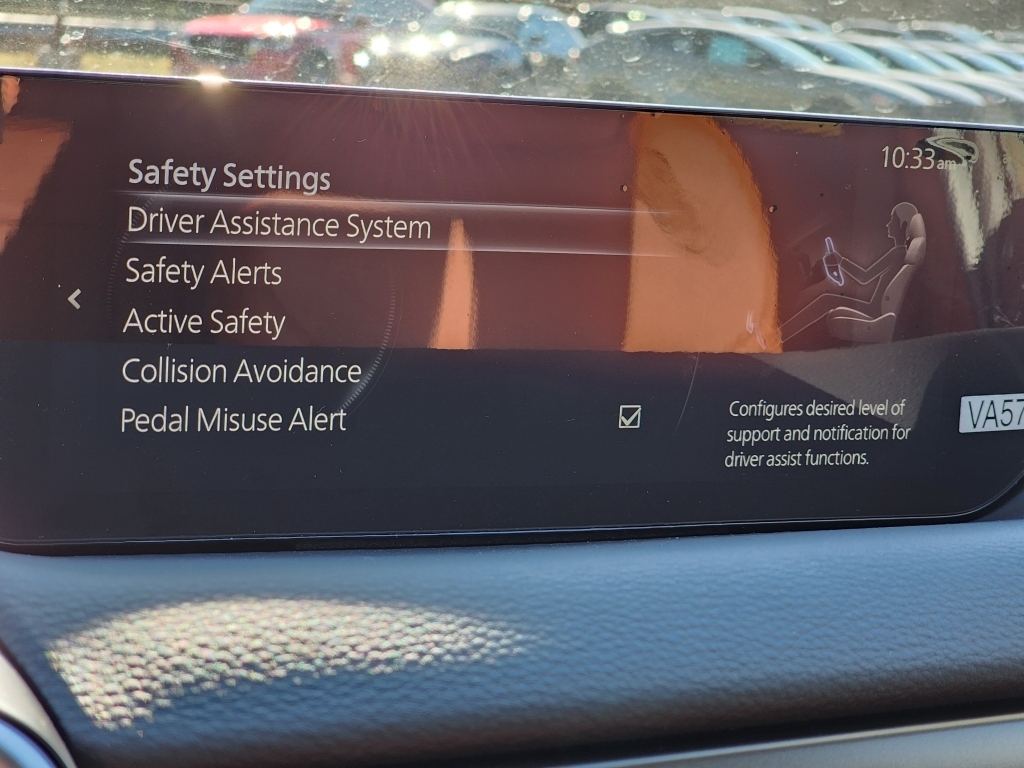 10:33am
Safety Settings
Driver Assistance System
Safety Alerts
Active Safety
Collision Avoidance
Pedal Misuse Alert
Configures desired level of
support and notification for
driver assist functions.
VA57